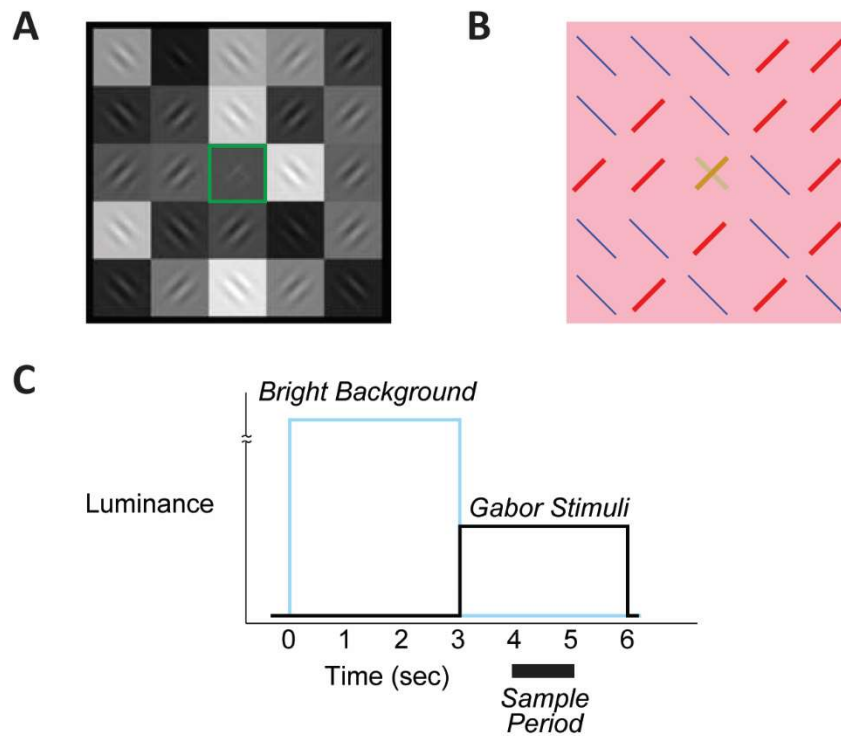 A
B
C
Bright Background
≈
Luminance
Gabor Stimuli
0 1 2 3 4 5 6
Time (sec)
Sample
Period